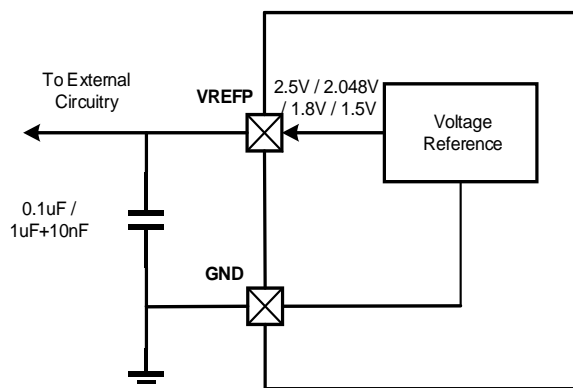 To External
Circuitry
VREFP
2.5V / 2.048V
/ 1.8V / 1.5V
Voltage
Reference
0.1uF /
1uF+10nF
GND